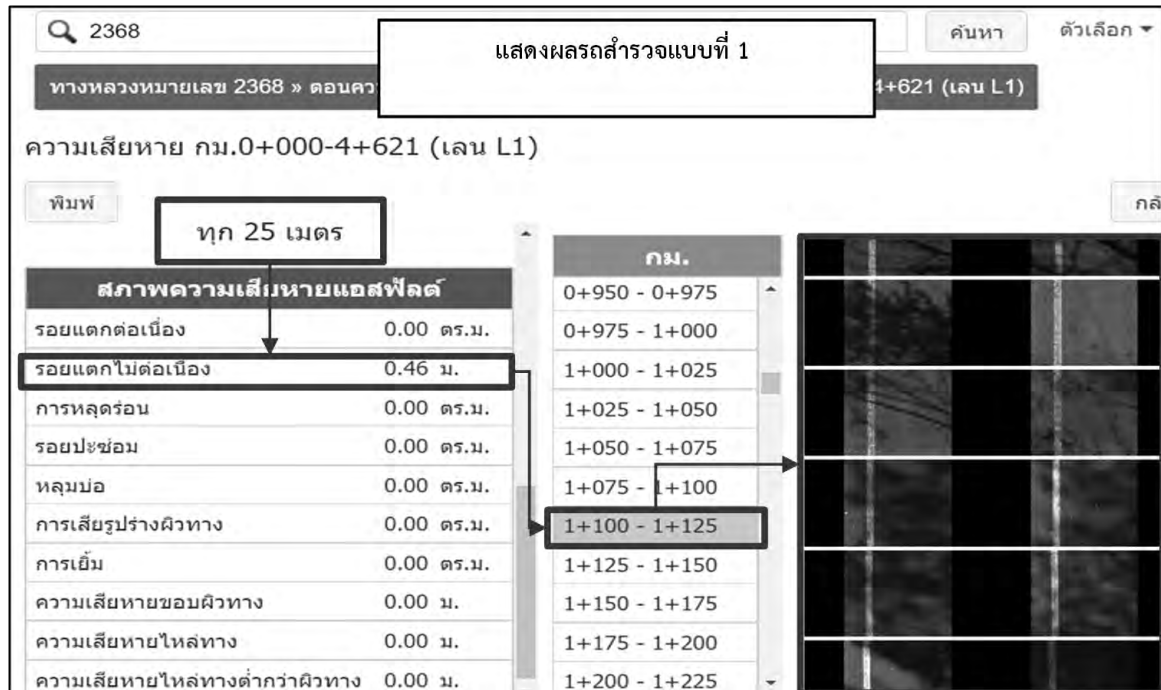 2368
แสดงผลรถสำรวจแบบที่ 1
ค้นหา
ตัวเลือก
ทางหลวงหมายเลข 2368 » ตอนคว
4+621 (เลน L1)
ความเสียหาย กม.0+000-4+621 (เลน L1)
พิมพ์
กลั
ทุก 25 เมตร
สภาพความเสียหายแอสฟัลต์
รอยแตกต่อเนื่อง 0.00 ตร.ม.
รอยแตกไม่ต่อเนื่อง 0.46 ม.
การหลุดร่อน 0.00 ตร.ม.
รอยปะซ่อม 0.00 ตร.ม.
หลุมบ่อ 0.00 ตร.ม.
การเสียรูปร่างผิวทาง 0.00 ตร.ม.
การเยิ้ม 0.00 ตร.ม.
ความเสียหายขอบผิวทาง 0.00 ม.
ความเสียหายไหล่ทาง 0.00 ม.
ความเสียหายไหล่ทางต่ำกว่าผิวทาง 0.00 ม.
กม.
0+950 - 0+975
0+975 - 1+000
1+000 - 1+025
1+025 - 1+050
1+050 - 1+075
1+075 - 1+100
1+100 - 1+125
1+125 - 1+150
1+150 - 1+175
1+175 - 1+200
1+200 - 1+225